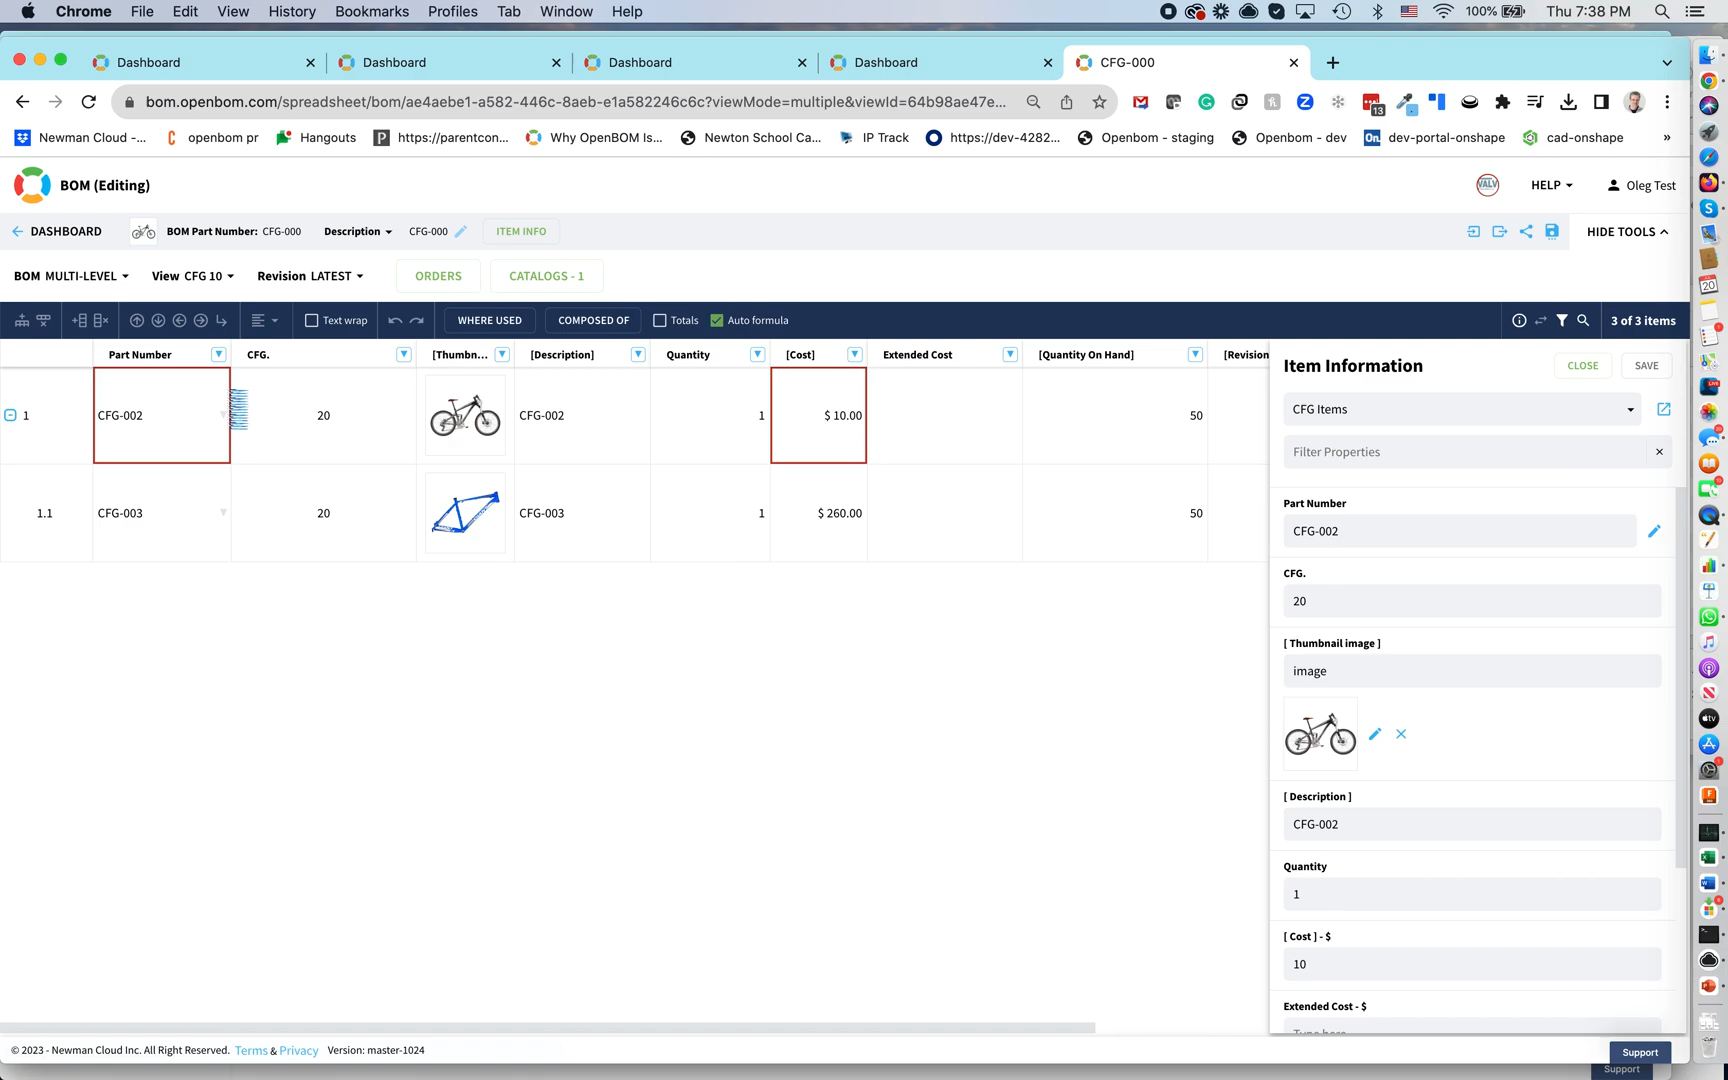 Chrome File Edit View History Bookmarks Profiles Tab Window Help 100% Thu 7:38 PM
Dashboard Dashboard Dashboard Dashboard CFG-000
bom.openbom.com/spreadsheet/bom/ae4aebe1-a582-446c-8aeb-e1a582246c6c?viewMode=multiple&viewId=64b98ae47e... 13
Newman Cloud -... openbom pr Hangouts https://parentcon... Why OpenBOM Is... Newton School Ca... IP Track https://dev-4282... Openbom - staging Openbom - dev On dev-portal-onshape cad-onshape »
BOM (Editing) VALV HELP Oleg Test
DASHBOARD BOM Part Number: CFG-000 Description CFG-000 ITEM INFO HIDE TOOLS
BOM MULTI-LEVEL View CFG 10 Revision LATEST ORDERS CATALOGS - 1
Text wrap WHERE USED COMPOSED OF Totals Auto formula 3 of 3 items
Part Number CFG. [Thumbn... [Description] Quantity [Cost] Extended Cost [Quantity On Hand] [Revision
1 CFG-002 20 CFG-002 1 $ 10.00 50
1.1 CFG-003 20 CFG-003 1 $ 260.00 50
Item Information CLOSE SAVE
CFG Items
Filter Properties
Part Number
CFG-002
CFG.
20
[ Thumbnail image ]
image
[ Description ]
CFG-002
Quantity
1
[ Cost ] - $
10
Extended Cost - $
Type here
© 2023 - Newman Cloud Inc. All Right Reserved. Terms & Privacy Version: master-1024
Support
Support